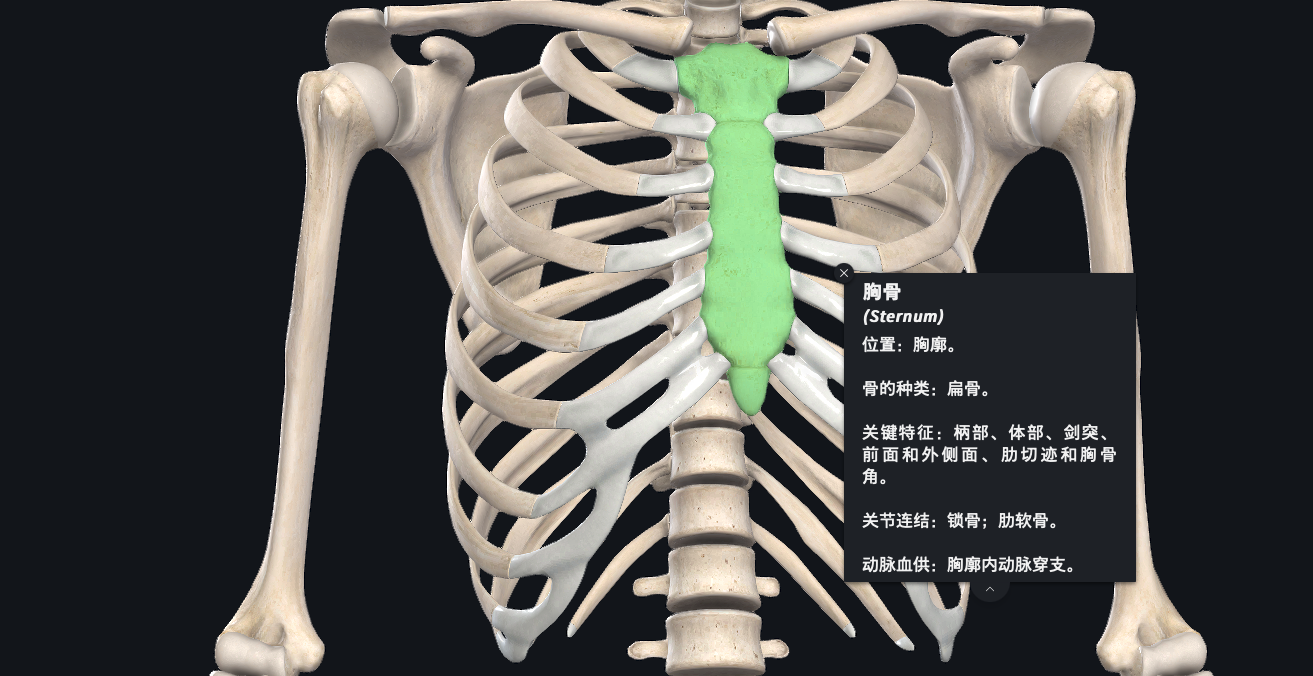 胸骨
(Sternum)
位置：胸廓。
骨的种类：扁骨。
关键特征：柄部、体部、剑突、
前面和外侧面、肋切迹和胸骨
角。
关节连结：锁骨；肋软骨。
动脉血供：胸廓内动脉穿支。